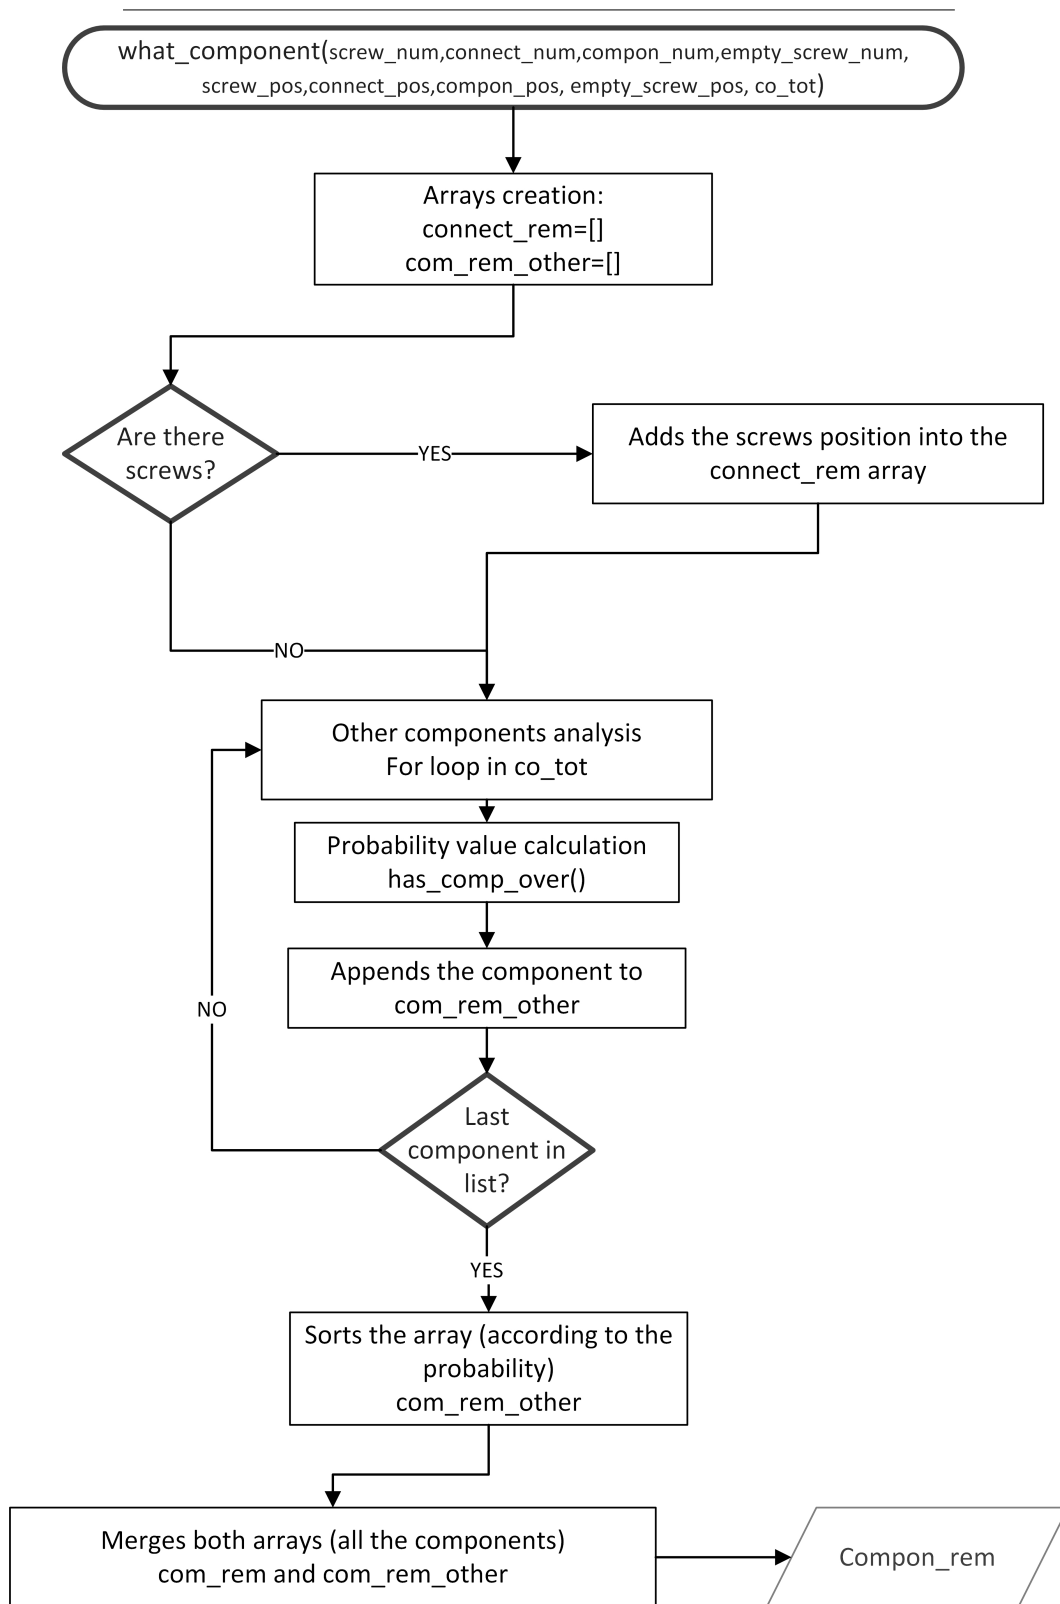 what_component(screw_num,connect_num,compon_num,empty_screw_num,
screw_pos,connect_pos,compon_pos, empty_screw_pos, co_tot)
Arrays creation:
connect_rem=[]
com_rem_other=[]
Are there
screws?
YES
Adds the screws position into the
connect_rem array
NO
Other components analysis
For loop in co_tot
Probability value calculation
has_comp_over()
Appends the component to
com_rem_other
NO
Last
component in
list?
YES
Sorts the array (according to the
probability)
com_rem_other
Merges both arrays (all the components)
com_rem and com_rem_other
Compon_rem